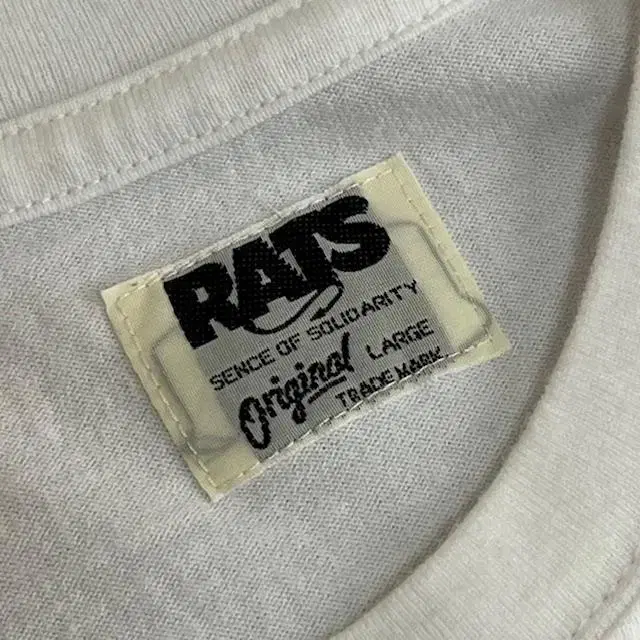 RATS
SENCE OF SOLIDARITY
Original LARGE
TRADE MARK